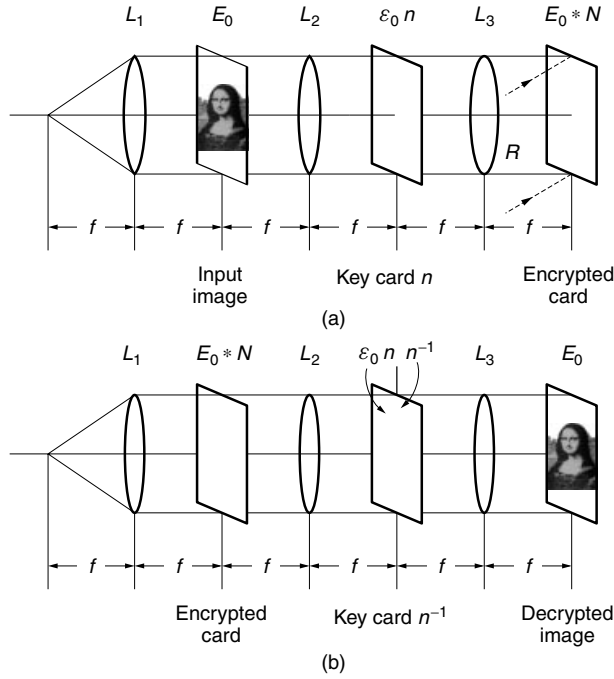 L₁ E₀ L₂ ε₀ n L₃ E₀ * N
R
f f f f f f
Input image Key card n Encrypted card
(a)
L₁ E₀ * N L₂ ε₀ n n⁻¹ L₃ E₀
f f f f f f
Encrypted card Key card n⁻¹ Decrypted image
(b)